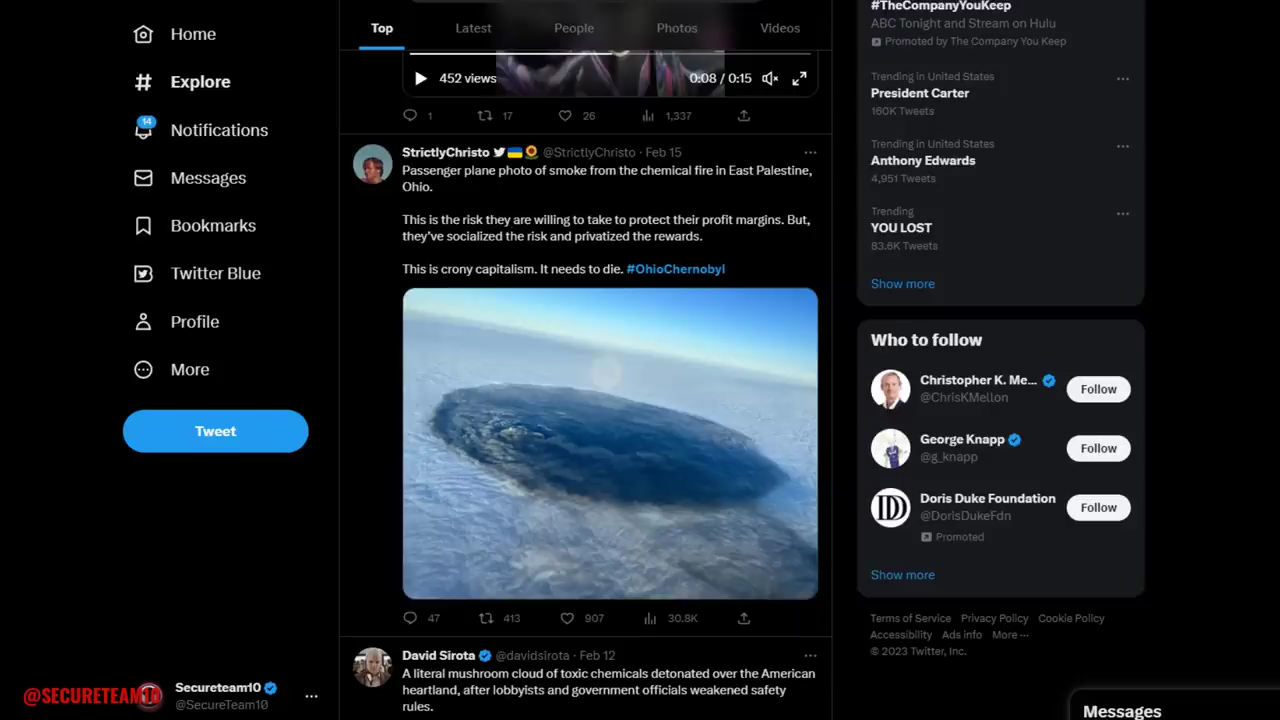 Home
Explore
14
Notifications
Messages
Bookmarks
Twitter Blue
Profile
More
Tweet
@SECURETEAM10
Secureteam10
@SecureTeam10
Top
Latest
People
Photos
Videos
452 views
0:08 / 0:15
1
17
26
1,337
StrictlyChristo @StrictlyChristo · Feb 15
Passenger plane photo of smoke from the chemical fire in East Palestine,
Ohio.
This is the risk they are willing to take to protect their profit margins. But,
they've socialized the risk and privatized the rewards.
This is crony capitalism. It needs to die. #OhioChernobyl
47
413
907
30.8K
David Sirota @davidsirota · Feb 12
A literal mushroom cloud of toxic chemicals detonated over the American
heartland, after lobbyists and government officials weakened safety
rules.
#TheCompanyYouKeep
ABC Tonight and Stream on Hulu
Promoted by The Company You Keep
Trending in United States
President Carter
160K Tweets
Trending in United States
Anthony Edwards
4,951 Tweets
Trending
YOU LOST
83.6K Tweets
Show more
Who to follow
Christopher K. Me...
@ChrisKMellon
Follow
George Knapp
@g_knapp
Follow
Doris Duke Foundation
@DorisDukeFdn
Follow
Promoted
Show more
Terms of Service Privacy Policy Cookie Policy
Accessibility Ads info More ···
© 2023 Twitter, Inc.
Messages